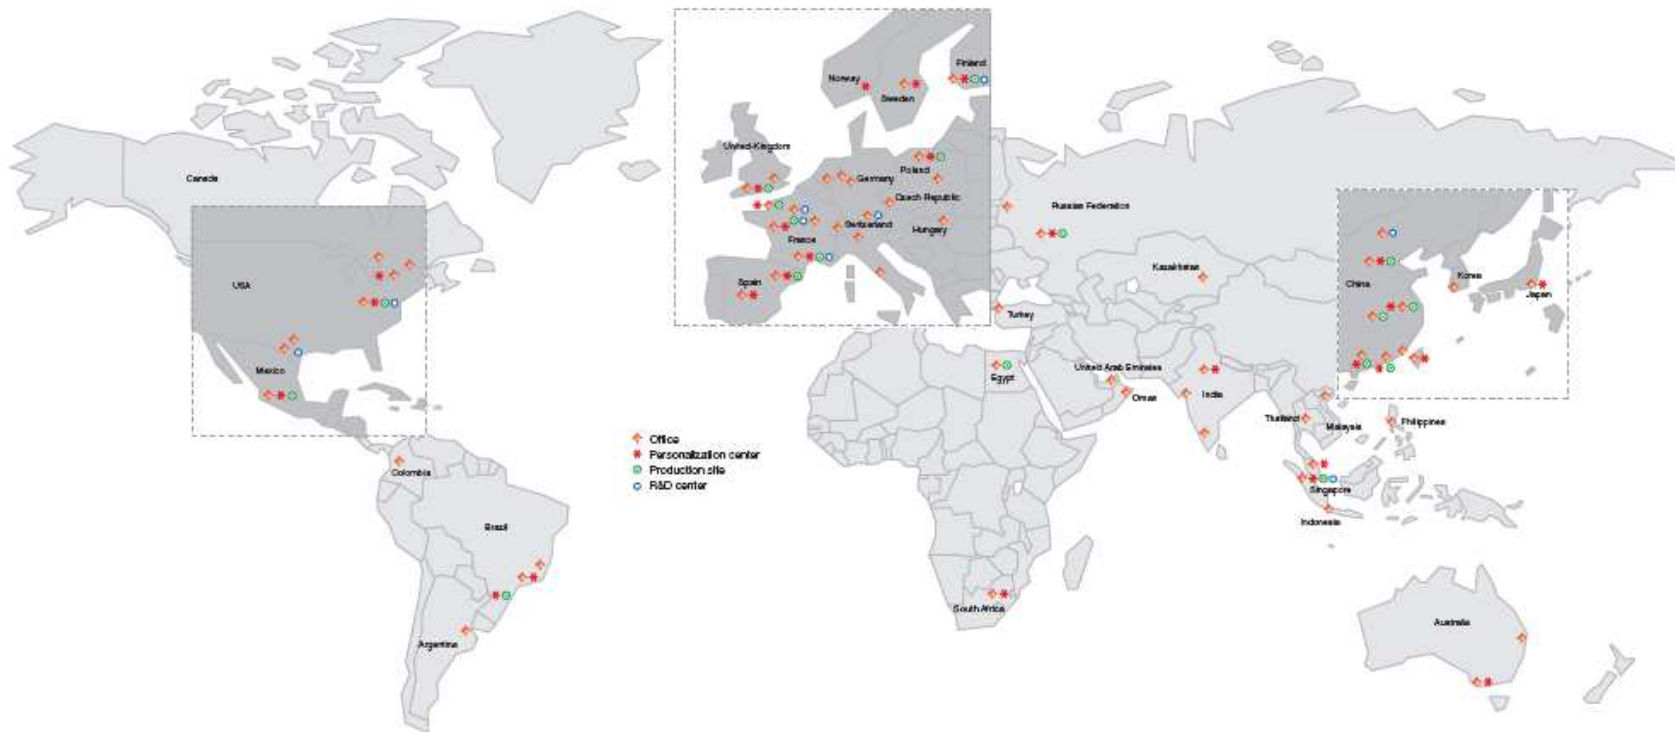 Canada
USA
Mexico
Colombia
Brazil
Argentina
Norway
Finland
Sweden
United-Kingdom
Germany
Poland
Czech Republic
Switzerland
Hungary
France
Spain
Russian Federation
Kazakhstan
Turkey
Egypt
United Arab Emirates
Oman
India
Thailand
Malaysia
Philippines
Singapore
Indonesia
China
Korea
Japan
South Africa
Australia
Office
Personalization center
Production site
R&D center